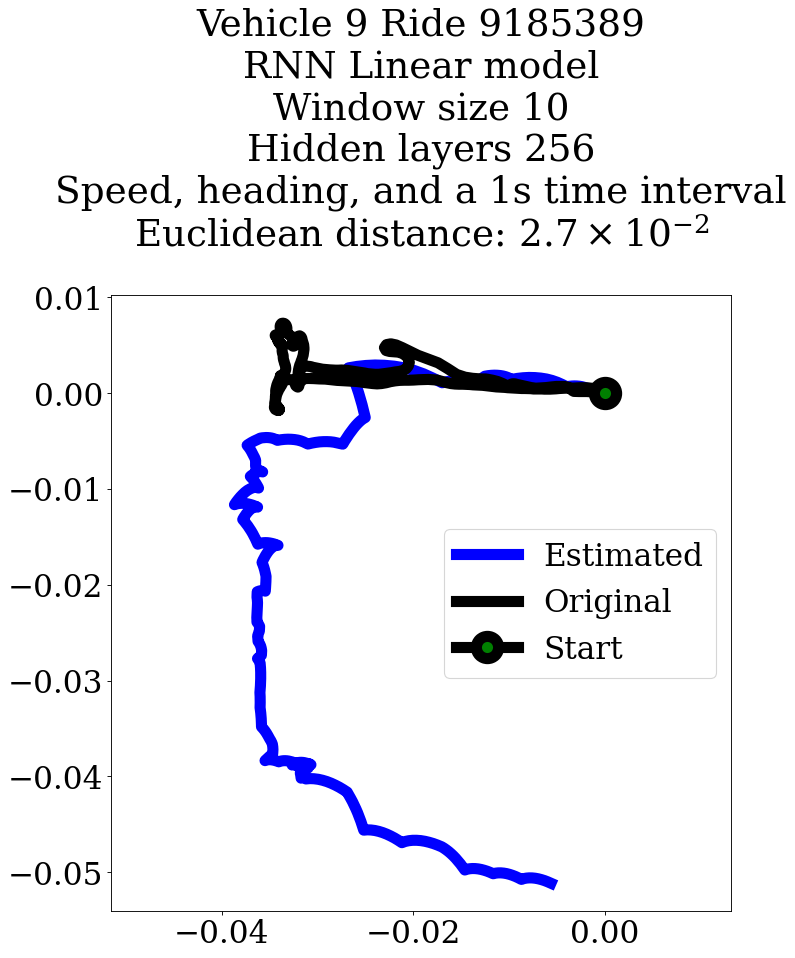 Vehicle 9 Ride 9185389
RNN Linear model
Window size 10
Hidden layers 256
Speed, heading, and a 1s time interval
Euclidean distance: 2.7 × 10⁻²
0.01
0.00
−0.01
−0.02
−0.03
−0.04
−0.05
Estimated
Original
Start
−0.04
−0.02
0.00